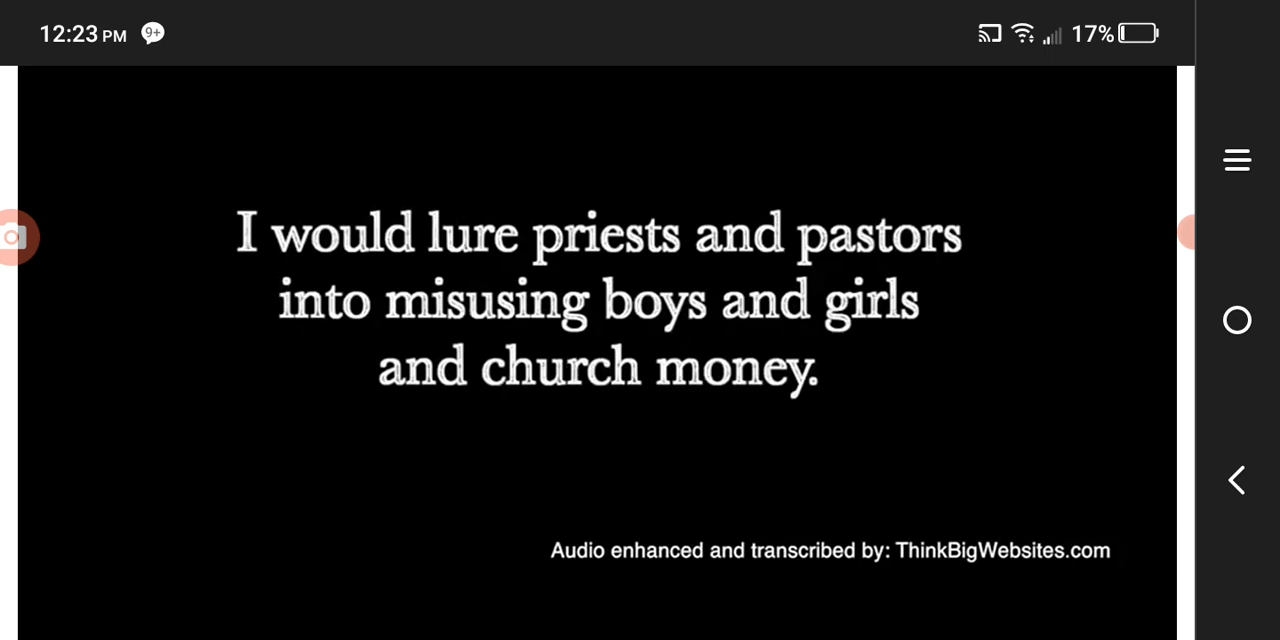 12:23 PM 9+ 17%
I would lure priests and pastors
into misusing boys and girls
and church money.
Audio enhanced and transcribed by: ThinkBigWebsites.com